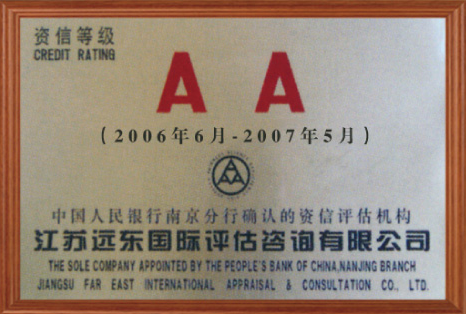 资信等级
CREDIT RATING
A A
(2006年6月-2007年5月)
中国人民银行南京分行确认的资信评估机构
江苏远东国际评估咨询有限公司
THE SOLE COMPANY APPOINTED BY THE PEOPLE'S BANK OF CHINA,NANJING BRANCH
JIANGSU FAR EAST INTERNATIONAL APPRAISAL & CONSULTATION CO., LTD.